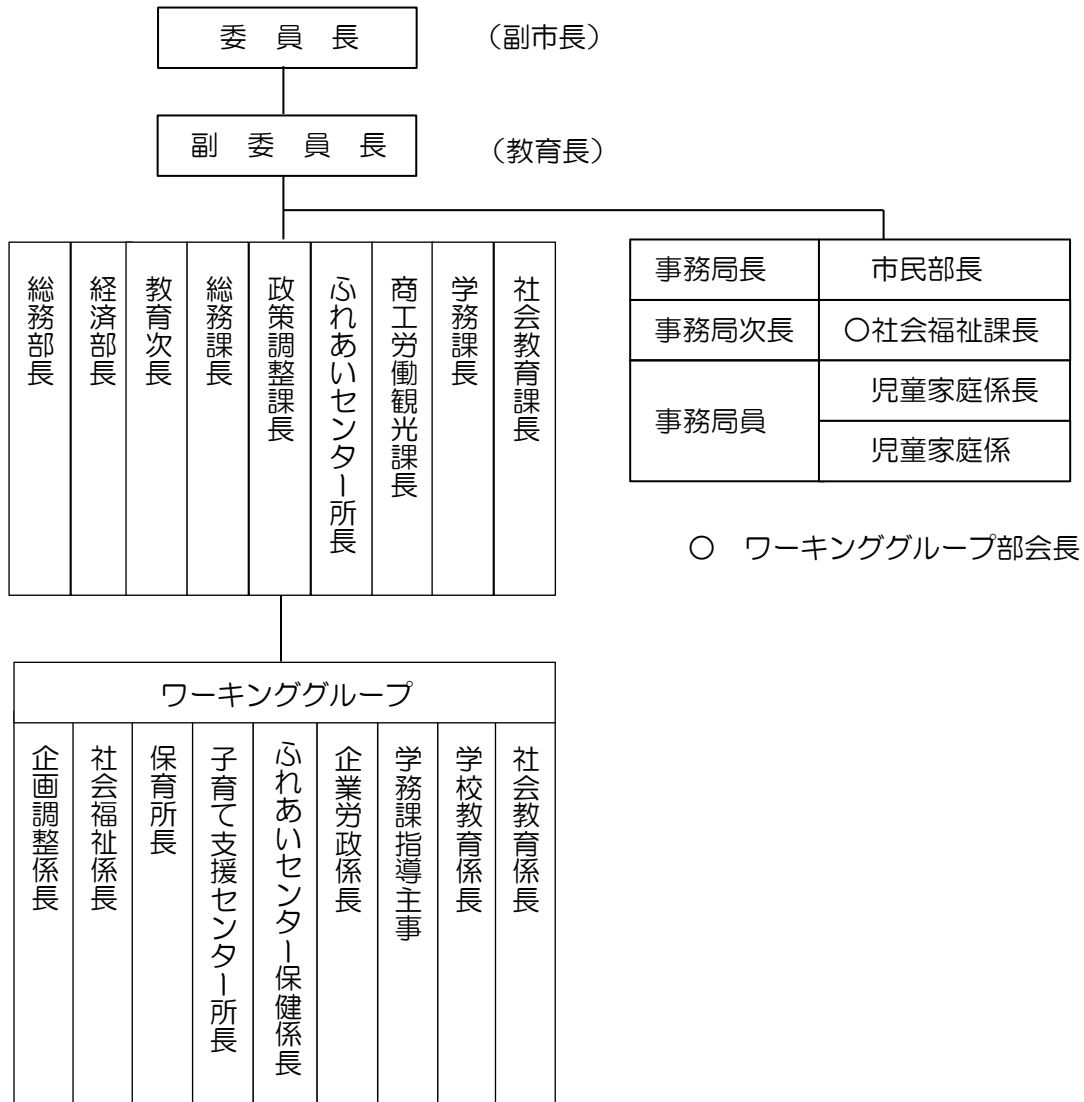 委員長 （副市長）
副委員長 （教育長）
総務部長
経済部長
教育次長
総務課長
政策調整課長
ふれあいセンター所長
商工労働観光課長
学務課長
社会教育課長
事務局長 市民部長
事務局次長 〇社会福祉課長
事務局員 児童家庭係長
児童家庭係
〇 ワーキンググループ部会長
ワーキンググループ
企画調整係長
社会福祉係長
保育所長
子育て支援センター所長
ふれあいセンター保健係長
企業労政係長
学務課指導主事
学校教育係長
社会教育係長